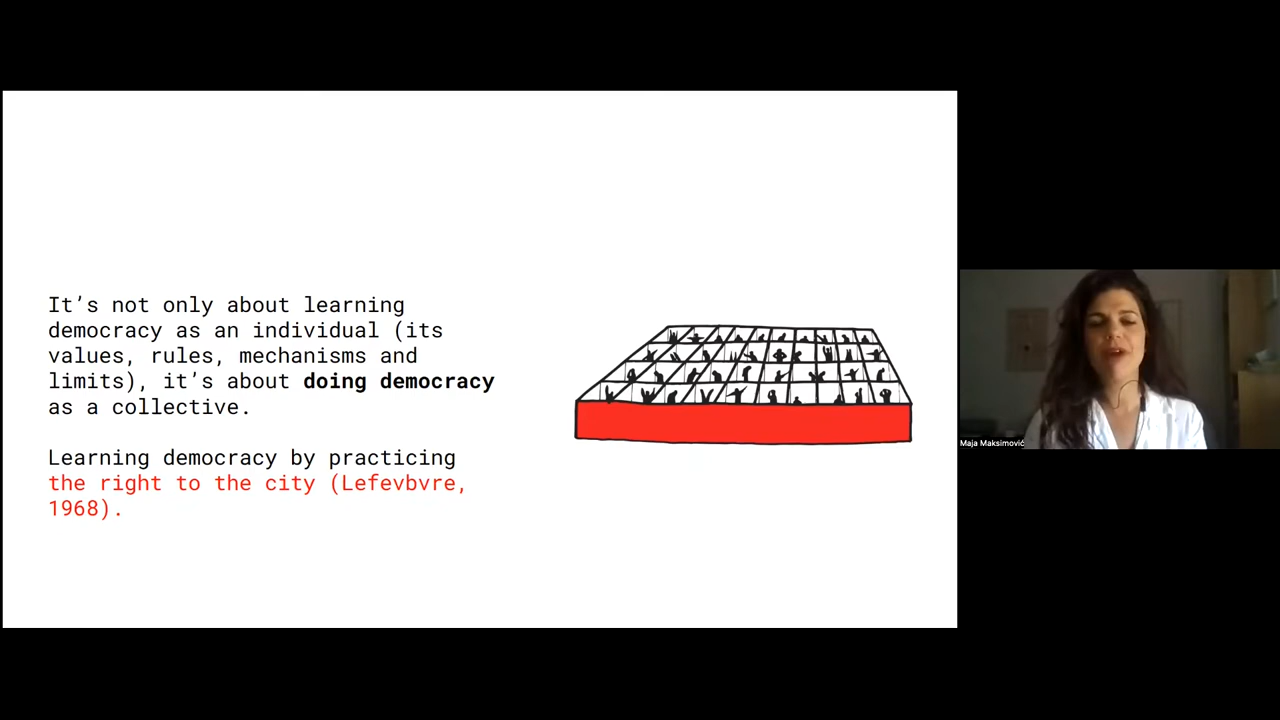 It’s not only about learning
democracy as an individual (its
values, rules, mechanisms and
limits), it’s about doing democracy
as a collective.
Learning democracy by practicing
the right to the city (Lefevbvre,
1968).
Maja Maksimović